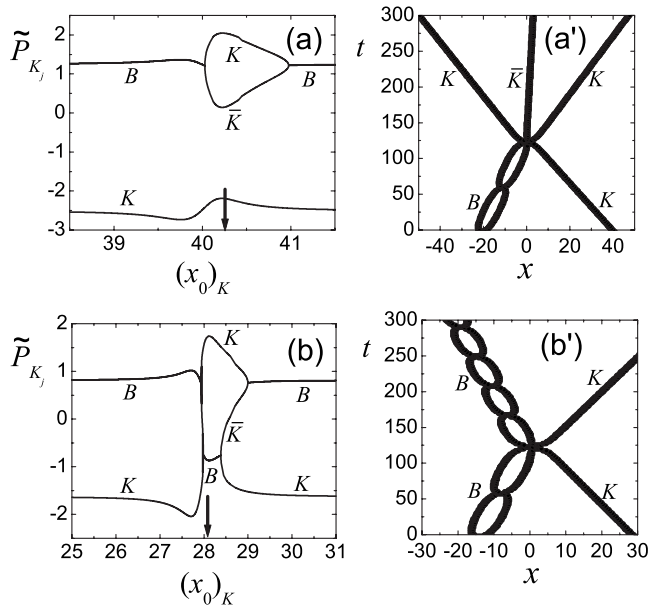 (a)
P̃_{K_j}
2
1
0
-1
-2
-3
B
K
K̄
B
K
39 40 41
(x_0)_K
(a')
t
300
250
200
150
100
50
0
K
K̄
K
B
K
-40 -20 0 20 40
x
(b)
P̃_{K_j}
2
1
0
-1
-2
B
K
B
K̄
K
B
25 26 27 28 29 30 31
(x_0)_K
(b')
t
300
250
200
150
100
50
0
B
K
B
K
-30 -20 -10 0 10 20 30
x